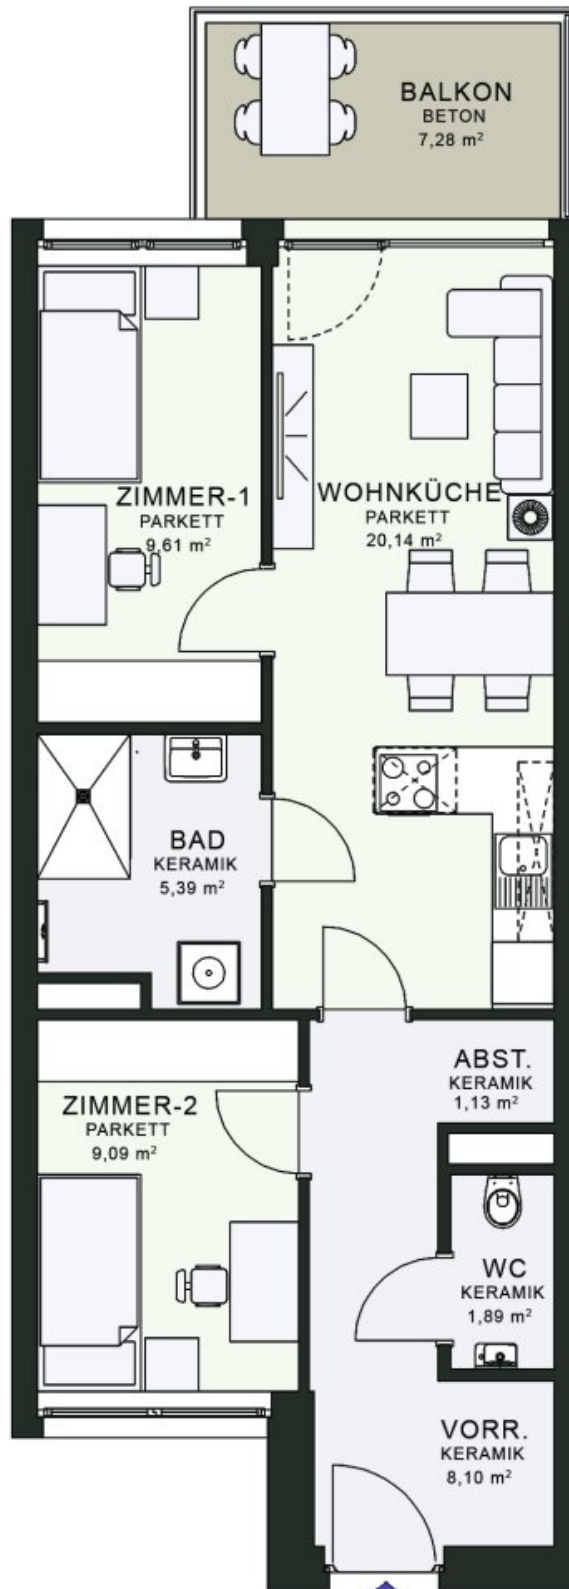 BALKON
BETON
7,28 m²
ZIMMER-1
PARKETT
9,61 m²
WOHNKÜCHE
PARKETT
20,14 m²
BAD
KERAMIK
5,39 m²
ABST.
KERAMIK
1,13 m²
ZIMMER-2
PARKETT
9,09 m²
WC
KERAMIK
1,89 m²
VORR.
KERAMIK
8,10 m²